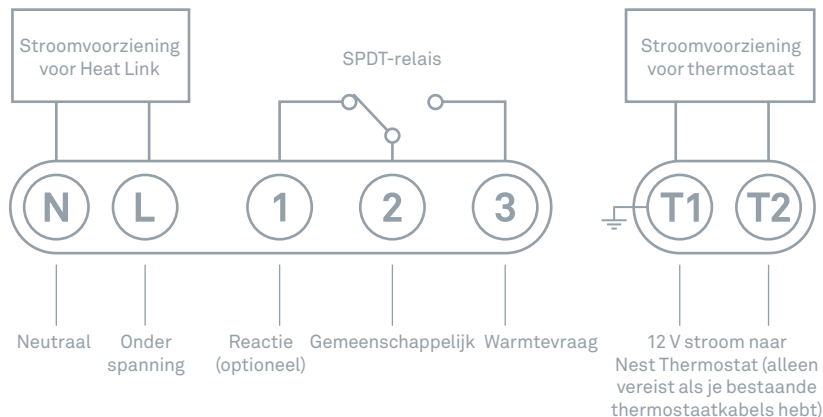 Stroomvoorziening
voor Heat Link
SPDT-relais
Stroomvoorziening
voor thermostaat
N
L
1
2
3
T1
T2
Neutraal
Onder
spanning
Reactie
(optioneel)
Gemeenschappelijk
Warmtevraag
12 V stroom naar
Nest Thermostat (alleen
vereist als je bestaande
thermostaatkabels hebt)